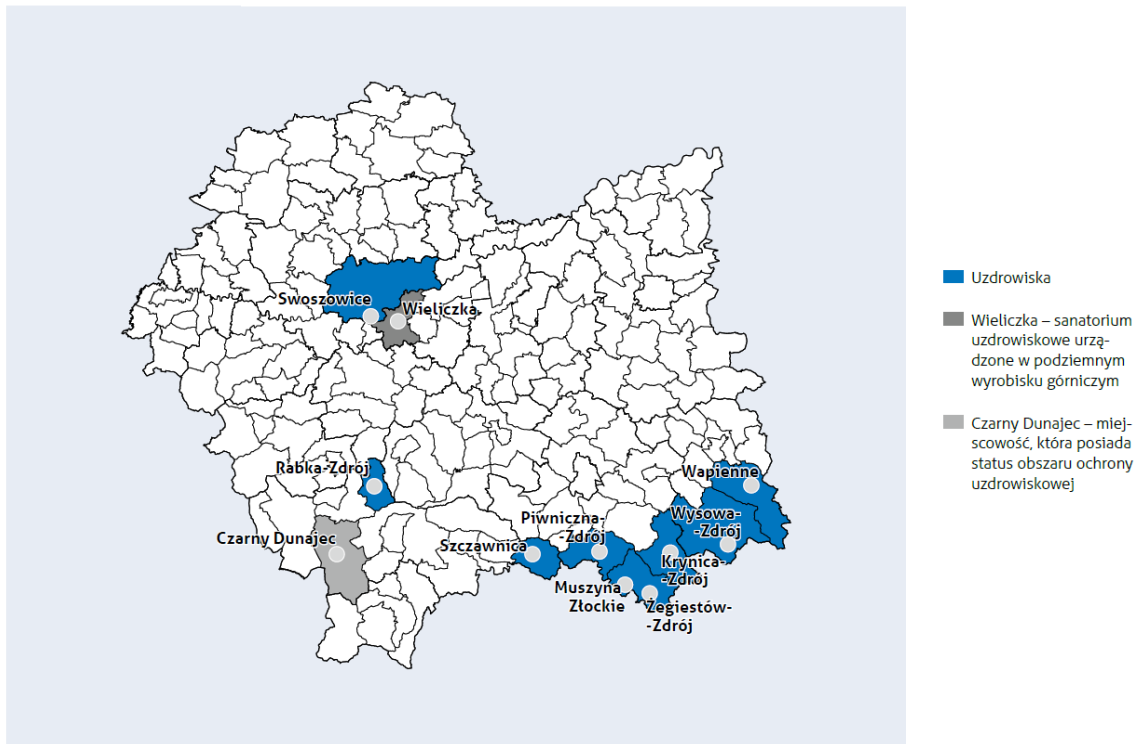 Swoszowice
Wieliczka
Rabka-Zdrój
Czarny Dunajec
Szczawnica
Piwniczna-
-Zdrój
Muszyna
Złockie
Żegiestów-
-Zdrój
Krynica-
-Zdrój
Wysowa-
-Zdrój
Wapienne
Uzdrowiska
Wieliczka – sanatorium
uzdrowiskowe urzą-
dzone w podziemnym
wyrobisku górniczym
Czarny Dunajec – miej-
scowość, która posiada
status obszaru ochrony
uzdrowiskowej